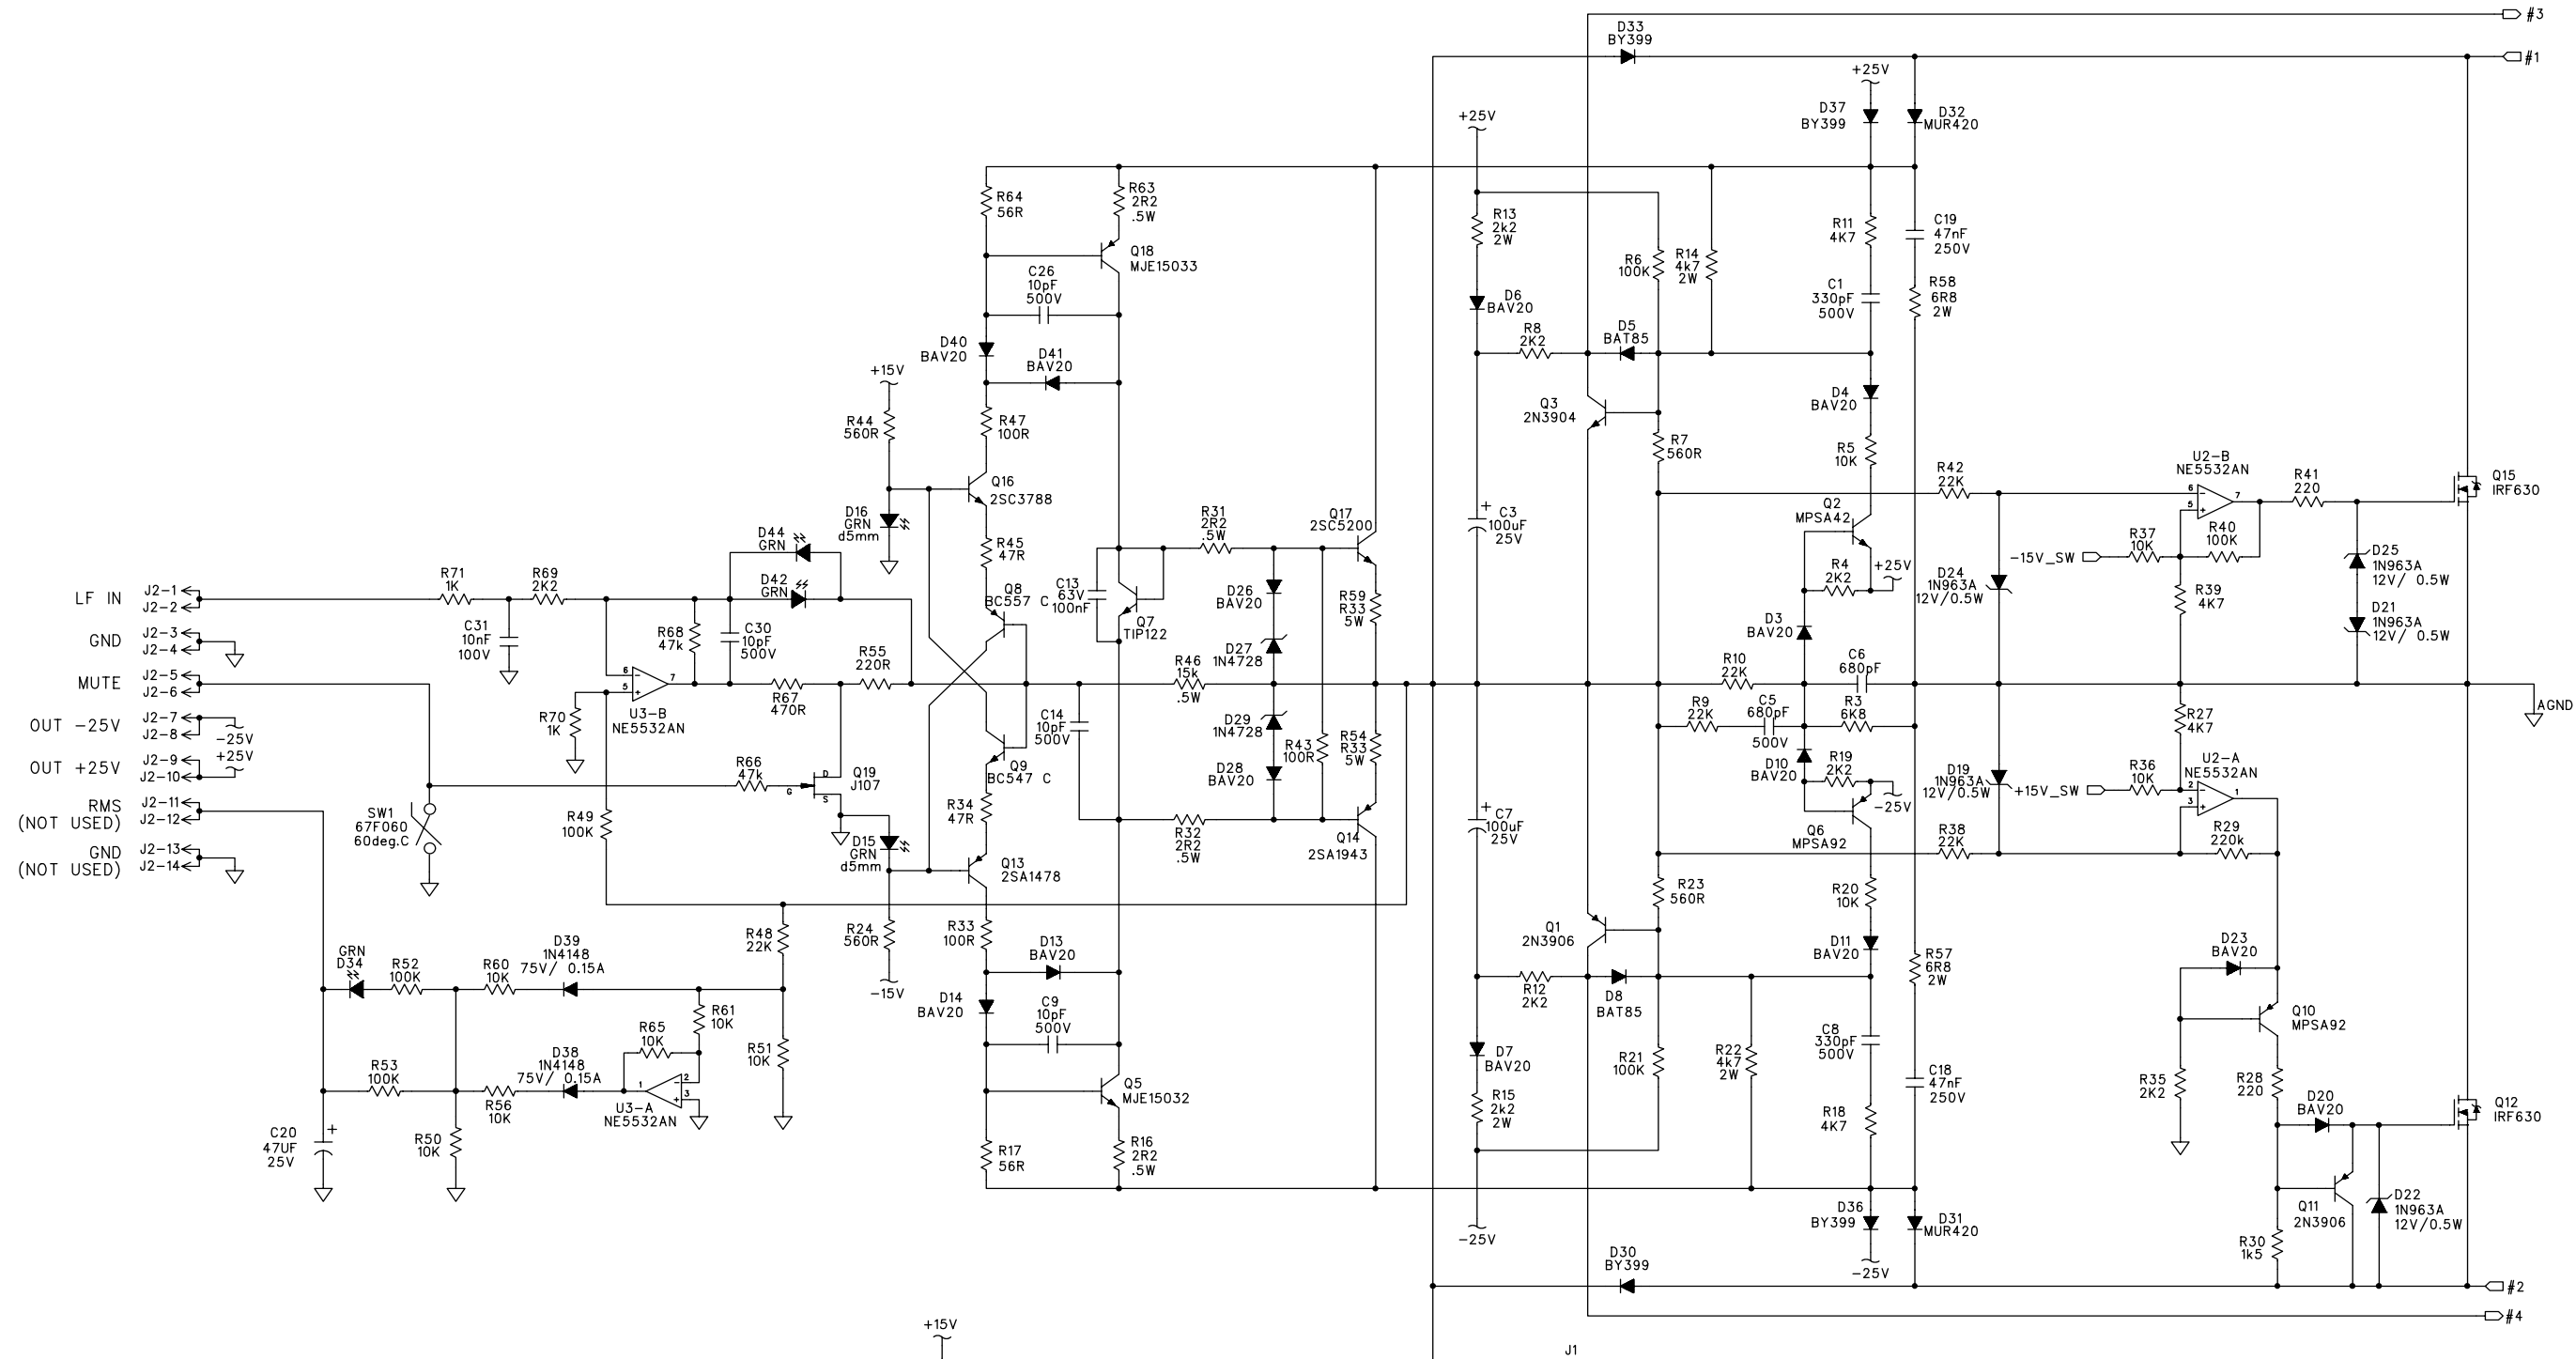 #3
D33
BY399
#1
+25V
D37
BY399
D32
MUR420
+25V
R64
56R
R63
2R2
.5W
R13
2k2
2W
R11
4K7
C19
47nF
250V
Q18
MJE15033
R6
100K
R14
4k7
2W
C26
10pF
500V
D6
BAV20
C1
330pF
500V
R58
6R8
2W
R8
2K2
D5
BAT85
D40
BAV20
D41
BAV20
+15V
D4
BAV20
Q3
2N3904
R44
560R
R47
100R
R7
560R
R5
10K
U2-B
NE5532AN
R42
22K
R41
220
Q15
IRF630
Q16
2SC3788
6
5
7
D16
GRN
d5mm
Q2
MPSA42
Q17
2SC5200
R31
2R2
.5W
C3
100uF
25V
+
D44
GRN
R45
47R
R37
10K
R40
100K
-15V_SW
D25
1N963A
12V/ 0.5W
R4
2K2
+25V
D24
1N963A
12V/0.5W
LF IN
J2-1
J2-2
R71
1K
R69
2K2
D42
GRN
Q8
BC557 C
C13
63V
100nF
D26
BAV20
R59
R33
5W
R39
4K7
D21
1N963A
12V/ 0.5W
GND
J2-3
J2-4
C31
10nF
100V
R68
47k
C30
10pF
500V
Q7
TIP122
D27
1N4728
D3
BAV20
MUTE
J2-5
J2-6
R55
220R
R46
15k
.5W
R10
22K
C6
680pF
6
5
7
U3-B
NE5532AN
R67
470R
R70
1K
OUT -25V
J2-7
J2-8
-25V
+25V
C14
10pF
500V
D29
1N4728
R9
22K
C5
680pF
500V
R3
6K8
R27
4K7
AGND
OUT +25V
J2-9
J2-10
R66
47k
D
G
S
Q19
J107
Q9
BC547 C
D28
BAV20
R43
100R
R54
R33
5W
D10
BAV20
R19
2K2
-25V
D19
1N963A
12V/0.5W
U2-A
NE5532AN
R36
10K
+15V_SW
2
3
1
RMS
(NOT USED)
J2-11
J2-12
SW1
67F060
60deg.C
R49
100K
R34
47R
C7
100uF
25V
+
Q6
MPSA92
R38
22K
R29
220k
GND
(NOT USED)
J2-13
J2-14
D15
GRN
d5mm
Q13
2SA1478
R32
2R2
.5W
Q14
2SA1943
R23
560R
R20
10K
R48
22K
R24
560R
R33
100R
Q1
2N3906
D11
BAV20
D23
BAV20
GRN
D34
R52
100K
R60
10K
D39
1N4148
75V/ 0.15A
-15V
D13
BAV20
R12
2K2
D8
BAT85
R57
6R8
2W
R61
10K
D14
BAV20
C9
10pF
500V
Q10
MPSA92
R65
10K
R51
10K
D7
BAV20
R21
100K
R22
4k7
2W
C8
330pF
500V
R53
100K
D38
1N4148
75V/ 0.15A
1
2
3
U3-A
NE5532AN
R56
10K
Q5
MJE15032
R15
2k2
2W
R18
4K7
C18
47nF
250V
R35
2K2
R28
220
D20
BAV20
Q12
IRF630
C20
47UF
25V
+
R50
10K
R17
56R
R16
2R2
.5W
-25V
D36
BY399
D31
MUR420
Q11
2N3906
D22
1N963A
12V/0.5W
R30
1k5
D30
BY399
-25V
#2
#4
+15V
J1